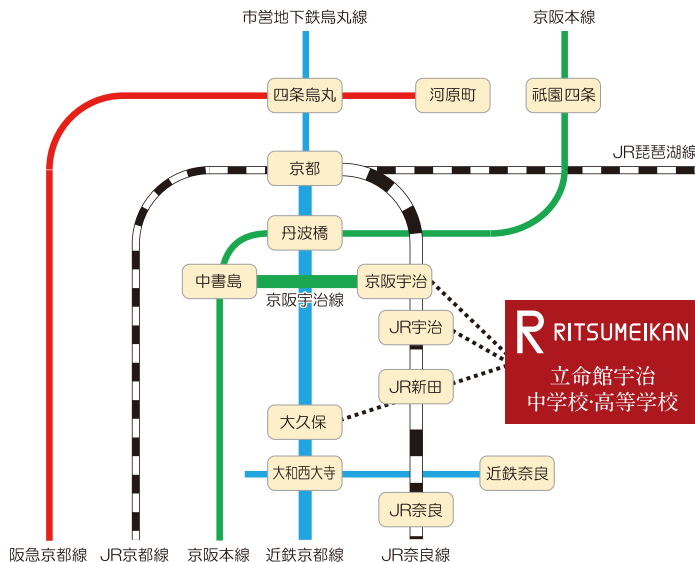 市営地下鉄烏丸線
京阪本線
四条烏丸
河原町
祇園四条
JR琵琶湖線
京都
丹波橋
中書島
京阪宇治
京阪宇治線
JR宇治
RITSUMEIKAN
立命館宇治
中学校・高等学校
JR新田
大久保
大和西大寺
近鉄奈良
JR奈良
阪急京都線
JR京都線
京阪本線
近鉄京都線
JR奈良線